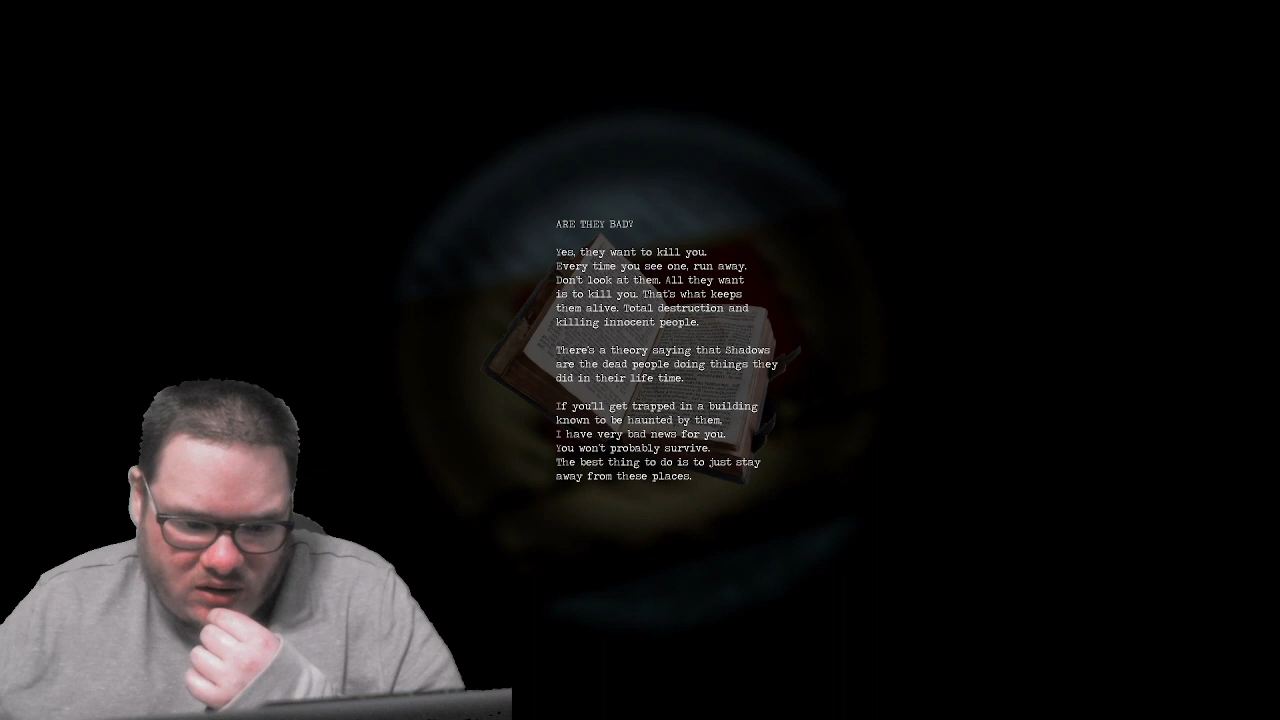 ARE THEY BAD?
Yes, they want to kill you.
Every time you see one, run away.
Don't look at them. All they want
is to kill you. That's what keeps
them alive. Total destruction and
killing innocent people.
There's a theory saying that Shadows
are the dead people doing things they
did in their life time.
If you'll get trapped in a building
known to be haunted by them,
I have very bad news for you.
You won't probably survive.
The best thing to do is to just stay
away from these places.